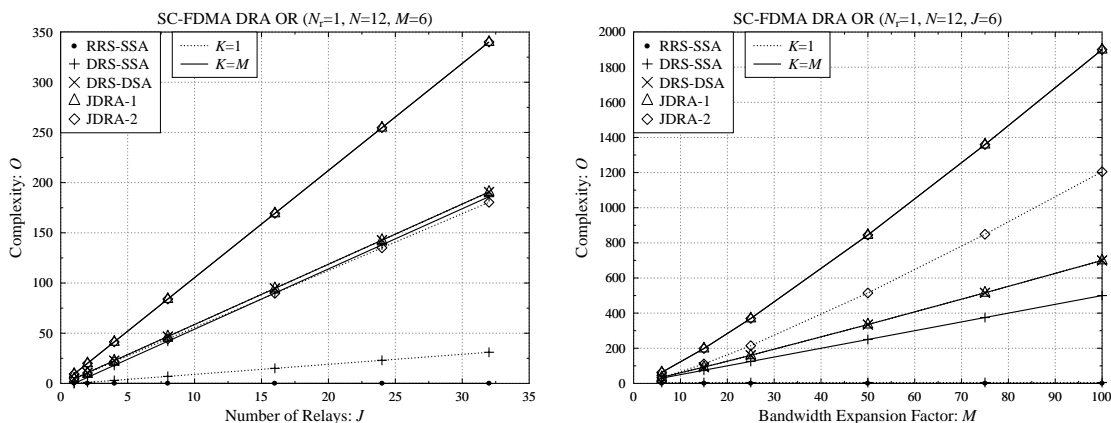 SC-FDMA DRA OR (Nr=1, N=12, M=6)
350
300
250
200
150
100
50
0
Complexity: O
RRS-SSA
DRS-SSA
DRS-DSA
JDRA-1
JDRA-2
K=1
K=M
0 5 10 15 20 25 30 35
Number of Relays: J
SC-FDMA DRA OR (Nr=1, N=12, J=6)
2000
1800
1600
1400
1200
1000
800
600
400
200
0
Complexity: O
RRS-SSA
DRS-SSA
DRS-DSA
JDRA-1
JDRA-2
K=1
K=M
0 10 20 30 40 50 60 70 80 90 100
Bandwidth Expansion Factor: M